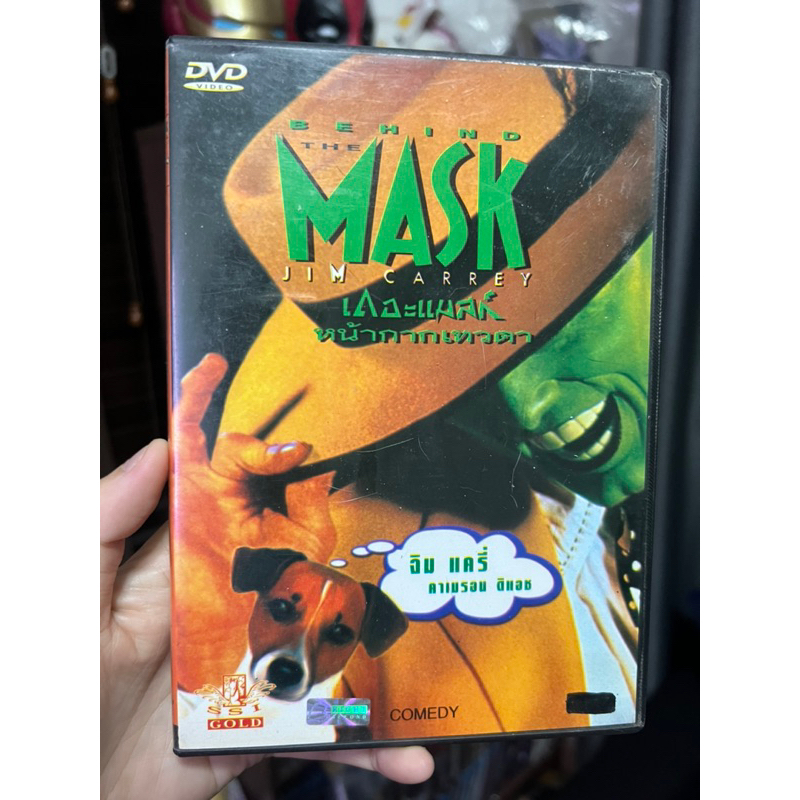 DVD
VIDEO
BEHIND
THE
MASK
JIM CARREY
เดอะแมสค์
หน้ากากเทวดา
จิม แครี่
คาเมรอน ดิแอซ
SSI
GOLD
COMEDY